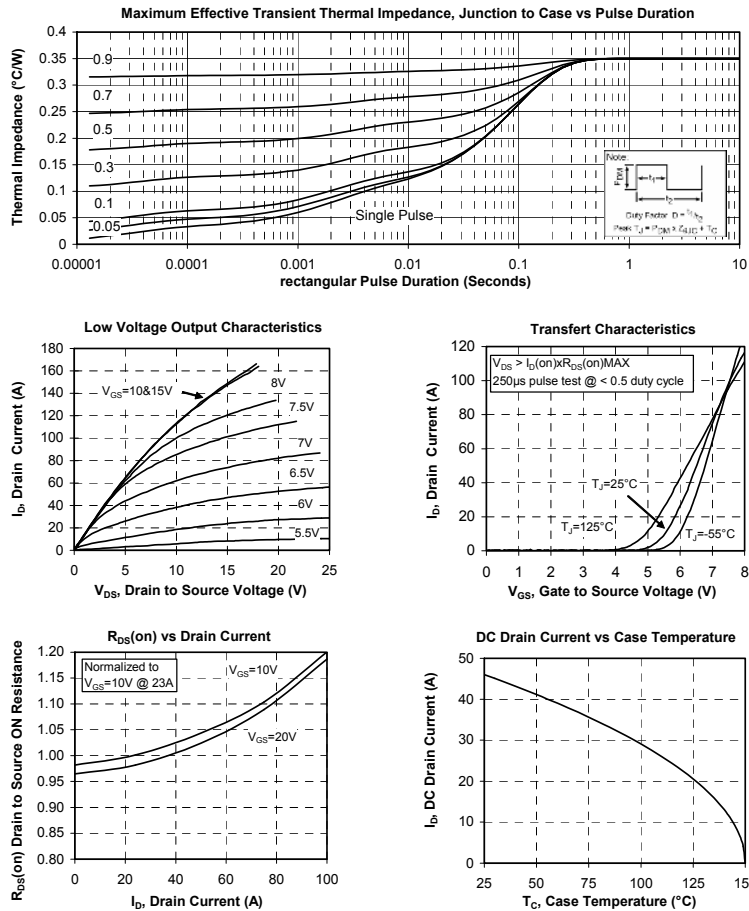 Maximum Effective Transient Thermal Impedance, Junction to Case vs Pulse Duration
Thermal Impedance (°C/W)
0.4
0.35
0.3
0.25
0.2
0.15
0.1
0.05
0
0.9
0.7
0.5
0.3
0.1
0.05
Single Pulse
Note:
PDM
t1
t2
Duty Factor D = t1/t2
Peak TJ = PDM x ZθJC + TC
0.00001 0.0001 0.001 0.01 0.1 1 10
rectangular Pulse Duration (Seconds)
Low Voltage Output Characteristics
ID, Drain Current (A)
180
160
140
120
100
80
60
40
20
0
VGS=10&15V
8V
7.5V
7V
6.5V
6V
5.5V
0 5 10 15 20 25
VDS, Drain to Source Voltage (V)
Transfert Characteristics
ID, Drain Current (A)
120
100
80
60
40
20
0
VDS > ID(on)xRDS(on)MAX
250µs pulse test @ < 0.5 duty cycle
TJ=25°C
TJ=125°C
TJ=-55°C
0 1 2 3 4 5 6 7 8
VGS, Gate to Source Voltage (V)
RDS(on) vs Drain Current
RDS(on) Drain to Source ON Resistance
1.20
1.15
1.10
1.05
1.00
0.95
0.90
0.85
0.80
Normalized to
VGS=10V @ 23A
VGS=10V
VGS=20V
0 20 40 60 80 100
ID, Drain Current (A)
DC Drain Current vs Case Temperature
ID, DC Drain Current (A)
50
40
30
20
10
0
25 50 75 100 125 15
TC, Case Temperature (°C)